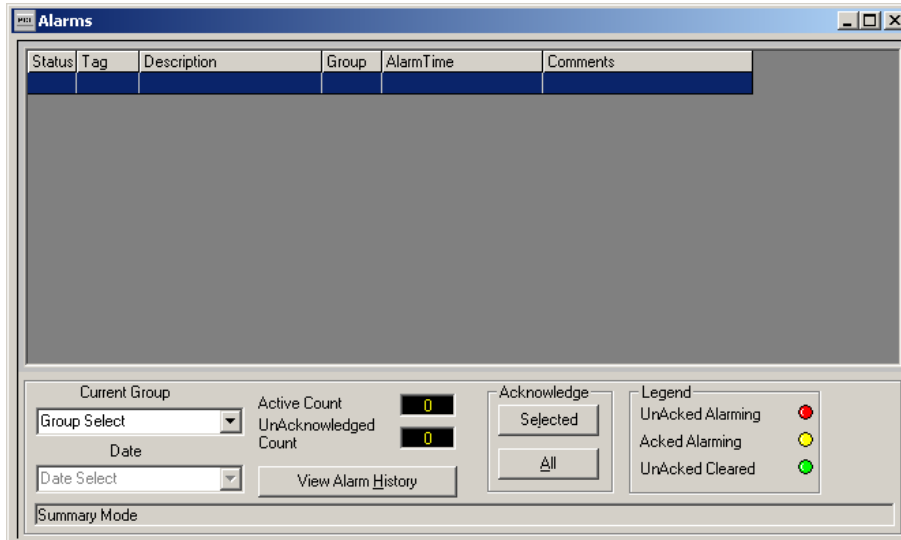 Alarms
Status Tag Description Group AlarmTime Comments
Current Group
Group Select
Date
Date Select
Active Count 0
UnAcknowledged
Count 0
View Alarm History
Acknowledge
Selected
All
Legend
UnAcked Alarming
Acked Alarming
UnAcked Cleared
Summary Mode